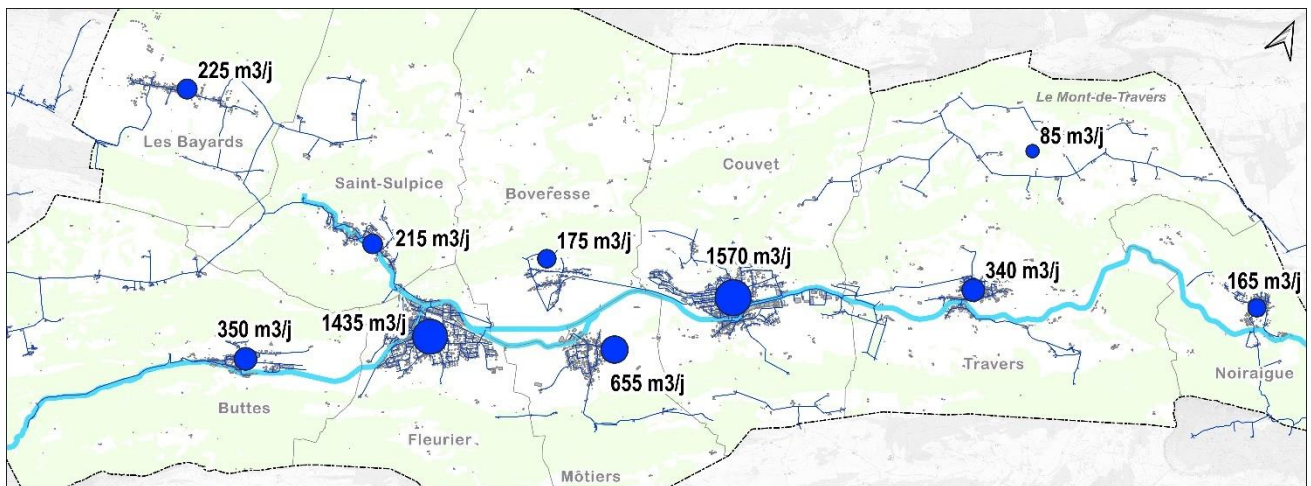 225 m3/j
Les Bayards
Le Mont-de-Travers
85 m3/j
Couvet
Saint-Sulpice
Boveresse
215 m3/j
175 m3/j
1570 m3/j
340 m3/j
165 m3/j
350 m3/j
1435 m3/j
655 m3/j
Travers
Noiraigue
Buttes
Fleurier
Môtiers